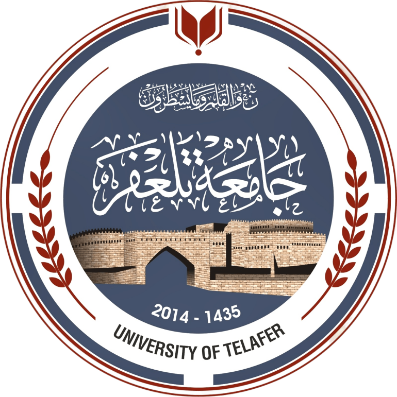 ن والقلم وما يسطرون
جامعة تلعفر
2014 - 1435
UNIVERSITY OF TELAFER